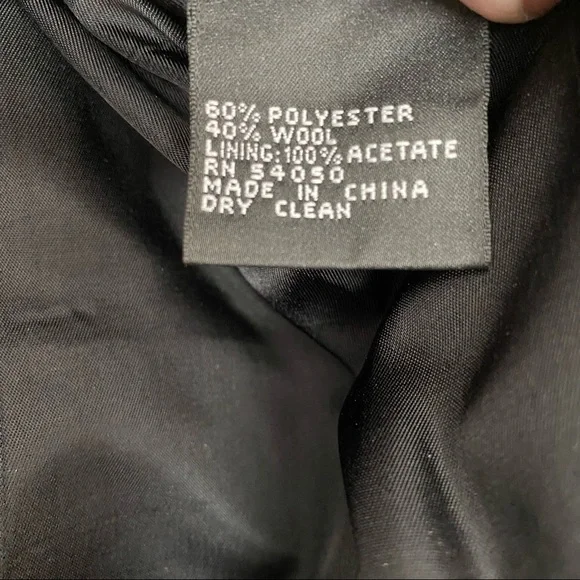 60% POLYESTER
40% WOOL
LINING:100% ACETATE
RN 54050
MADE IN CHINA
DRY CLEAN